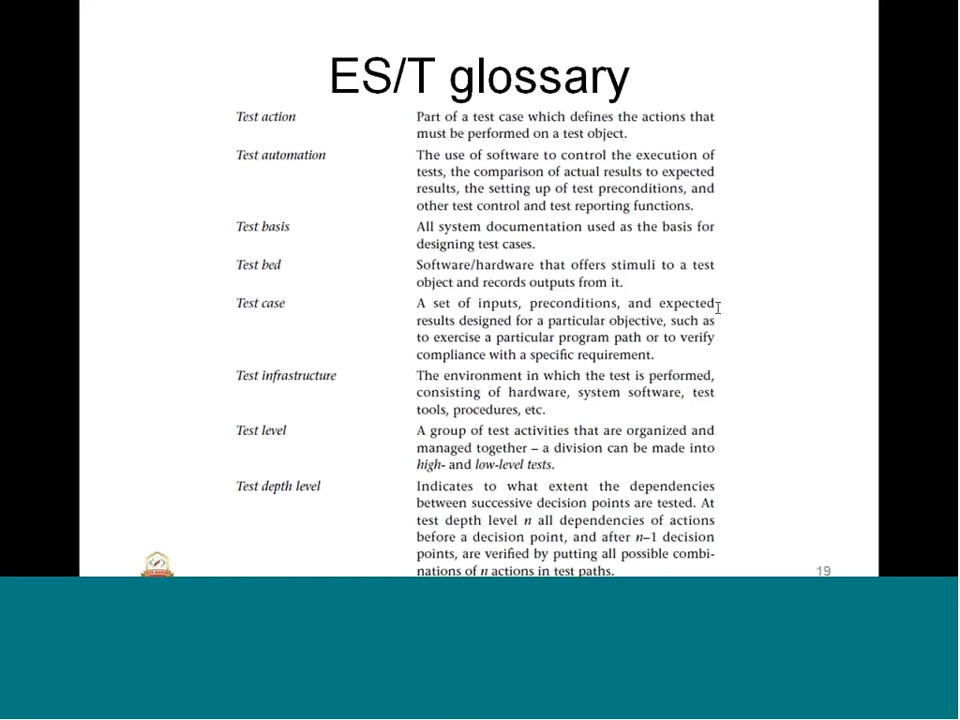 ES/T glossary
Test action
Part of a test case which defines the actions that
must be performed on a test object.
Test automation
The use of software to control the execution of
tests, the comparison of actual results to expected
results, the setting up of test preconditions, and
other test control and test reporting functions.
Test basis
All system documentation used as the basis for
designing test cases.
Test bed
Software/hardware that offers stimuli to a test
object and records outputs from it.
Test case
A set of inputs, preconditions, and expected
results designed for a particular objective, such as
to exercise a particular program path or to verify
compliance with a specific requirement.
Test infrastructure
The environment in which the test is performed,
consisting of hardware, system software, test
tools, procedures, etc.
Test level
A group of test activities that are organized and
managed together – a division can be made into
high- and low-level tests.
Test depth level
Indicates to what extent the dependencies
between successive decision points are tested. At
test depth level n all dependencies of actions
before a decision point, and after n–1 decision
points, are verified by putting all possible combi-
nations of n actions in test paths.
19